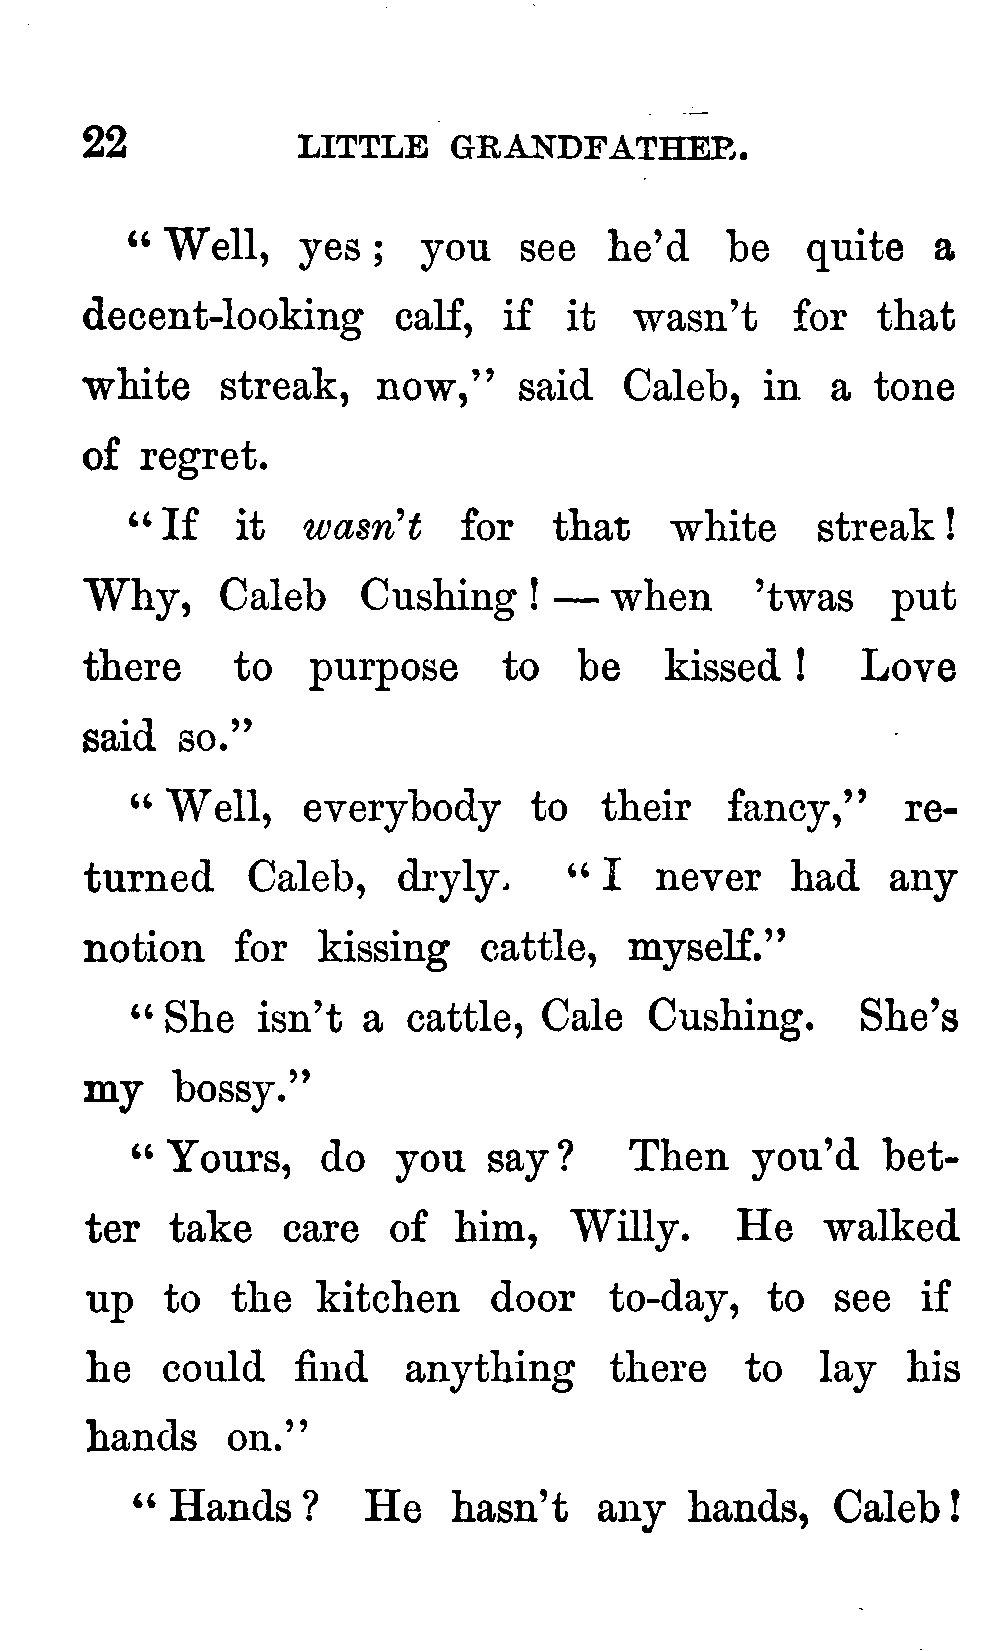 22 LITTLE GRANDFATHER.
“Well, yes; you see he’d be quite a
decent-looking calf, if it wasn’t for that
white streak, now,” said Caleb, in a tone
of regret.
“If it wasn’t for that white streak!
Why, Caleb Cushing! — when ’twas put
there to purpose to be kissed! Love
said so.”
“Well, everybody to their fancy,” re-
turned Caleb, dryly. “I never had any
notion for kissing cattle, myself.”
“She isn’t a cattle, Cale Cushing. She’s
my bossy.”
“Yours, do you say? Then you’d bet-
ter take care of him, Willy. He walked
up to the kitchen door to-day, to see if
he could find anything there to lay his
hands on.”
“Hands? He hasn’t any hands, Caleb!